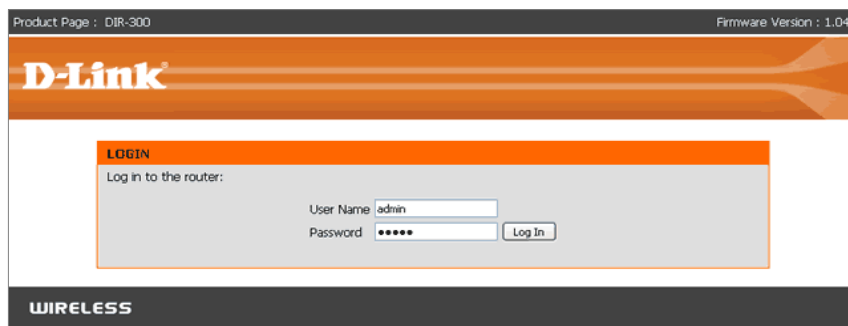 Product Page : DIR-300 Firmware Version : 1.04
D-Link®
LOGIN
Log in to the router:
User Name admin
Password ●●●●● Log In
WIRELESS